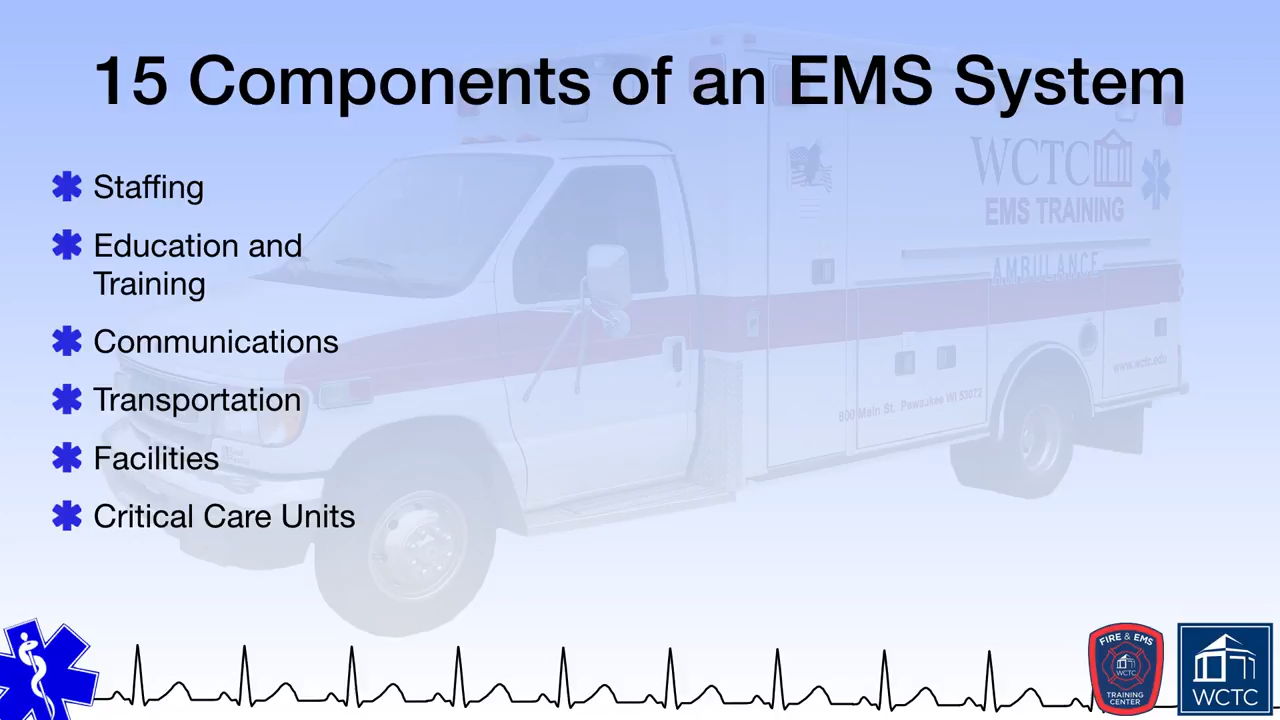 15 Components of an EMS System
Staffing
Education and
Training
Communications
Transportation
Facilities
Critical Care Units
WCTC
EMS TRAINING
AMBULANCE
www.wctc.edu
800 Main St. Pewaukee WI 53072
FIRE & EMS
WCTC
TRAINING
CENTER
WCTC